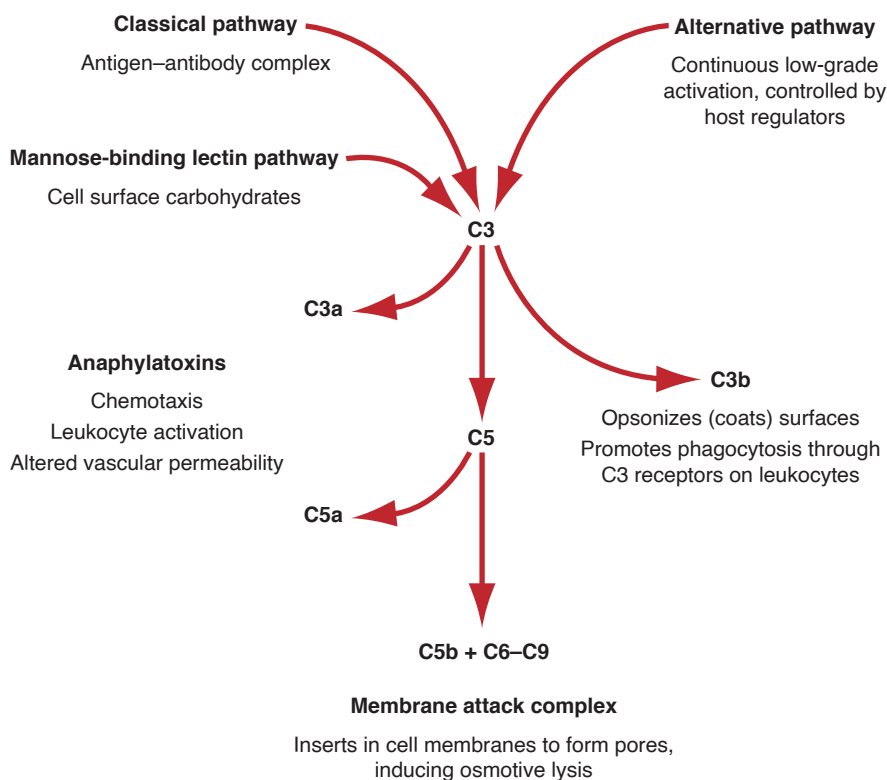 Classical pathway
Antigen–antibody complex
Alternative pathway
Continuous low-grade
activation, controlled by
host regulators
Mannose-binding lectin pathway
Cell surface carbohydrates
C3
C3a
Anaphylatoxins
Chemotaxis
Leukocyte activation
Altered vascular permeability
C3b
Opsonizes (coats) surfaces
Promotes phagocytosis through
C3 receptors on leukocytes
C5
C5a
C5b + C6–C9
Membrane attack complex
Inserts in cell membranes to form pores,
inducing osmotive lysis